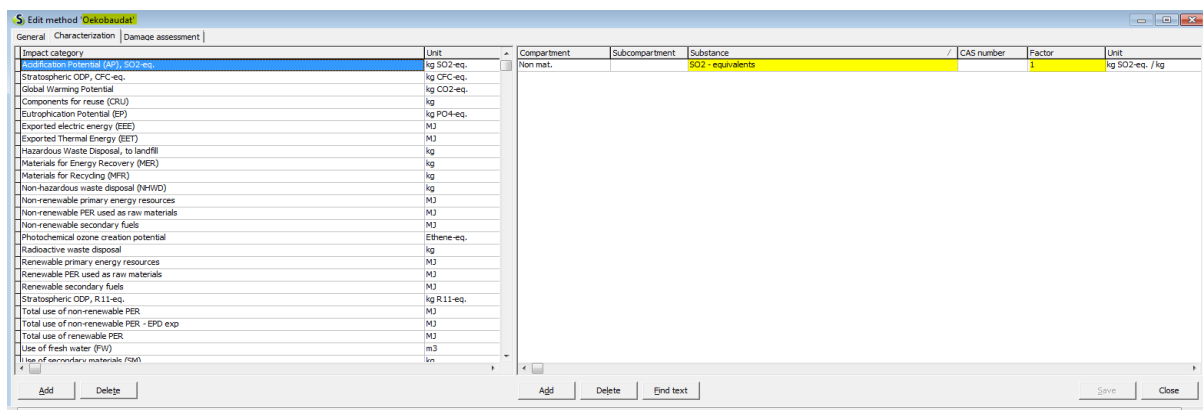 Edit method 'Oekobaudat'
General Characterization Damage assessment
Impact category Unit Compartment Subcompartment Substance CAS number Factor Unit
Acidification Potential (AP), SO2-eq. kg SO2-eq. Non mat. SO2 - equivalents 1 kg SO2-eq. / kg
Stratospheric ODP, CFC-eq. kg CFC-eq.
Global Warming Potential kg CO2-eq.
Components for reuse (CRU) kg
Eutrophication Potential (EP) kg PO4-eq.
Exported electric energy (EEE) MJ
Exported Thermal Energy (EET) MJ
Hazardous Waste Disposal, to landfill kg
Materials for Energy Recovery (MER) kg
Materials for Recycling (MFR) kg
Non-hazardous waste disposal (NHWD) kg
Non-renewable primary energy resources MJ
Non-renewable PER used as raw materials MJ
Non-renewable secondary fuels MJ
Photochemical ozone creation potential Ethene-eq.
Radioactive waste disposal kg
Renewable primary energy resources MJ
Renewable PER used as raw materials MJ
Renewable secondary fuels MJ
Stratospheric ODP, R11-eq. kg R11-eq.
Total use of non-renewable PER MJ
Total use of non-renewable PER - EPD exp MJ
Total use of renewable PER MJ
Use of fresh water (FW) m3
Use of secondary materials (SM) kg
Add Delete Add Delete Find text Save Close